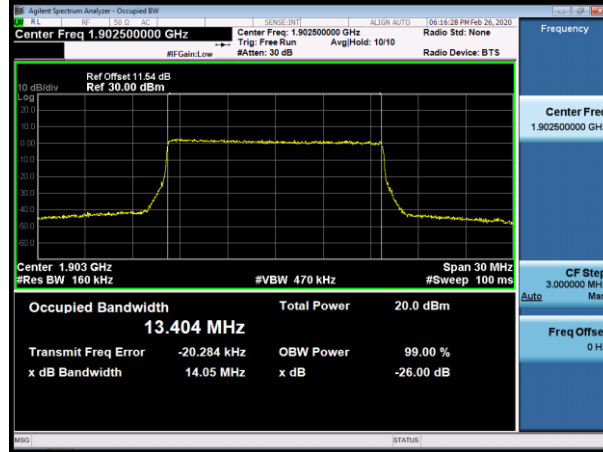 Agilent Spectrum Analyzer - Occupied BW
RL RF 50 Ω AC SENSE:INT ALIGN AUTO 06:16:28 PM Feb 26, 2020
Center Freq 1.902500000 GHz
Center Freq: 1.902500000 GHz
Radio Std: None
Trig: Free Run Avg|Hold: 10/10
#IFGain:Low #Atten: 30 dB Radio Device: BTS
Frequency
Ref Offset 11.54 dB
10 dB/div Ref 30.00 dBm
Log
20.0
10.0
0.00
-10.0
-20.0
-30.0
-40.0
-50.0
-60.0
Center 1.903 GHz Span 30 MHz
#Res BW 160 kHz #VBW 470 kHz #Sweep 100 ms
Center Freq
1.902500000 GHz
CF Step
3.000000 MHz
Auto Man
Freq Offset
0 Hz
Occupied Bandwidth Total Power 20.0 dBm
13.404 MHz
Transmit Freq Error -20.284 kHz OBW Power 99.00 %
x dB Bandwidth 14.05 MHz x dB -26.00 dB
MSG STATUS